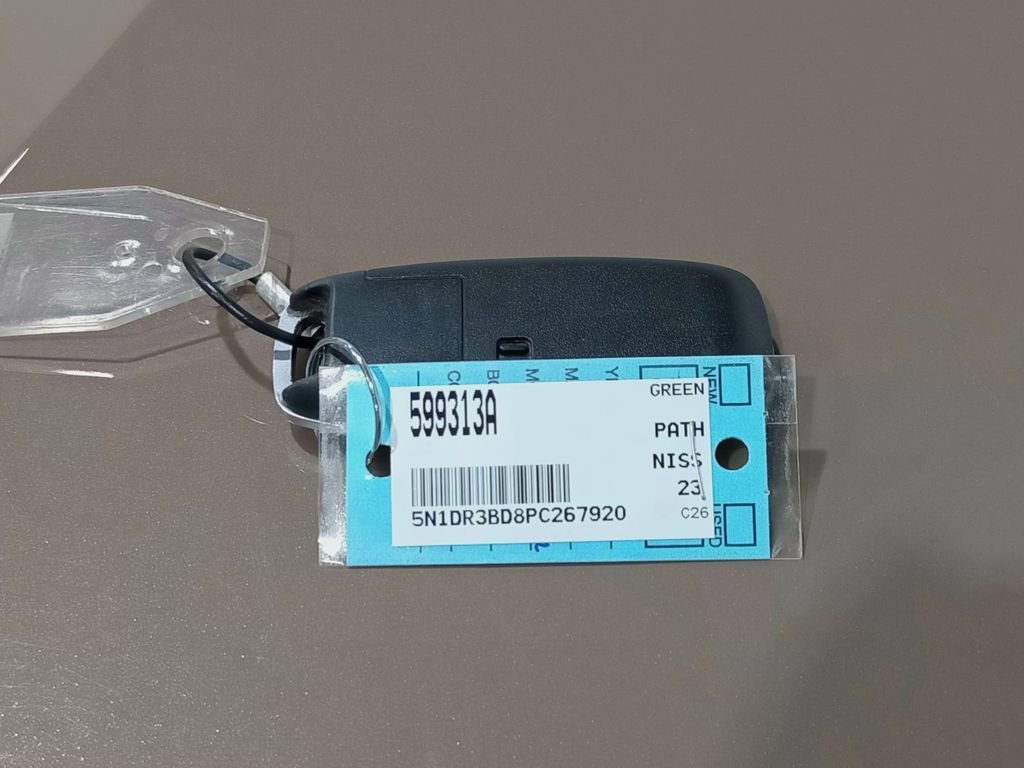 599313A
GREEN
PATH
NISS
23
5N1DR3BD8PC267920
C26
NEW
USED